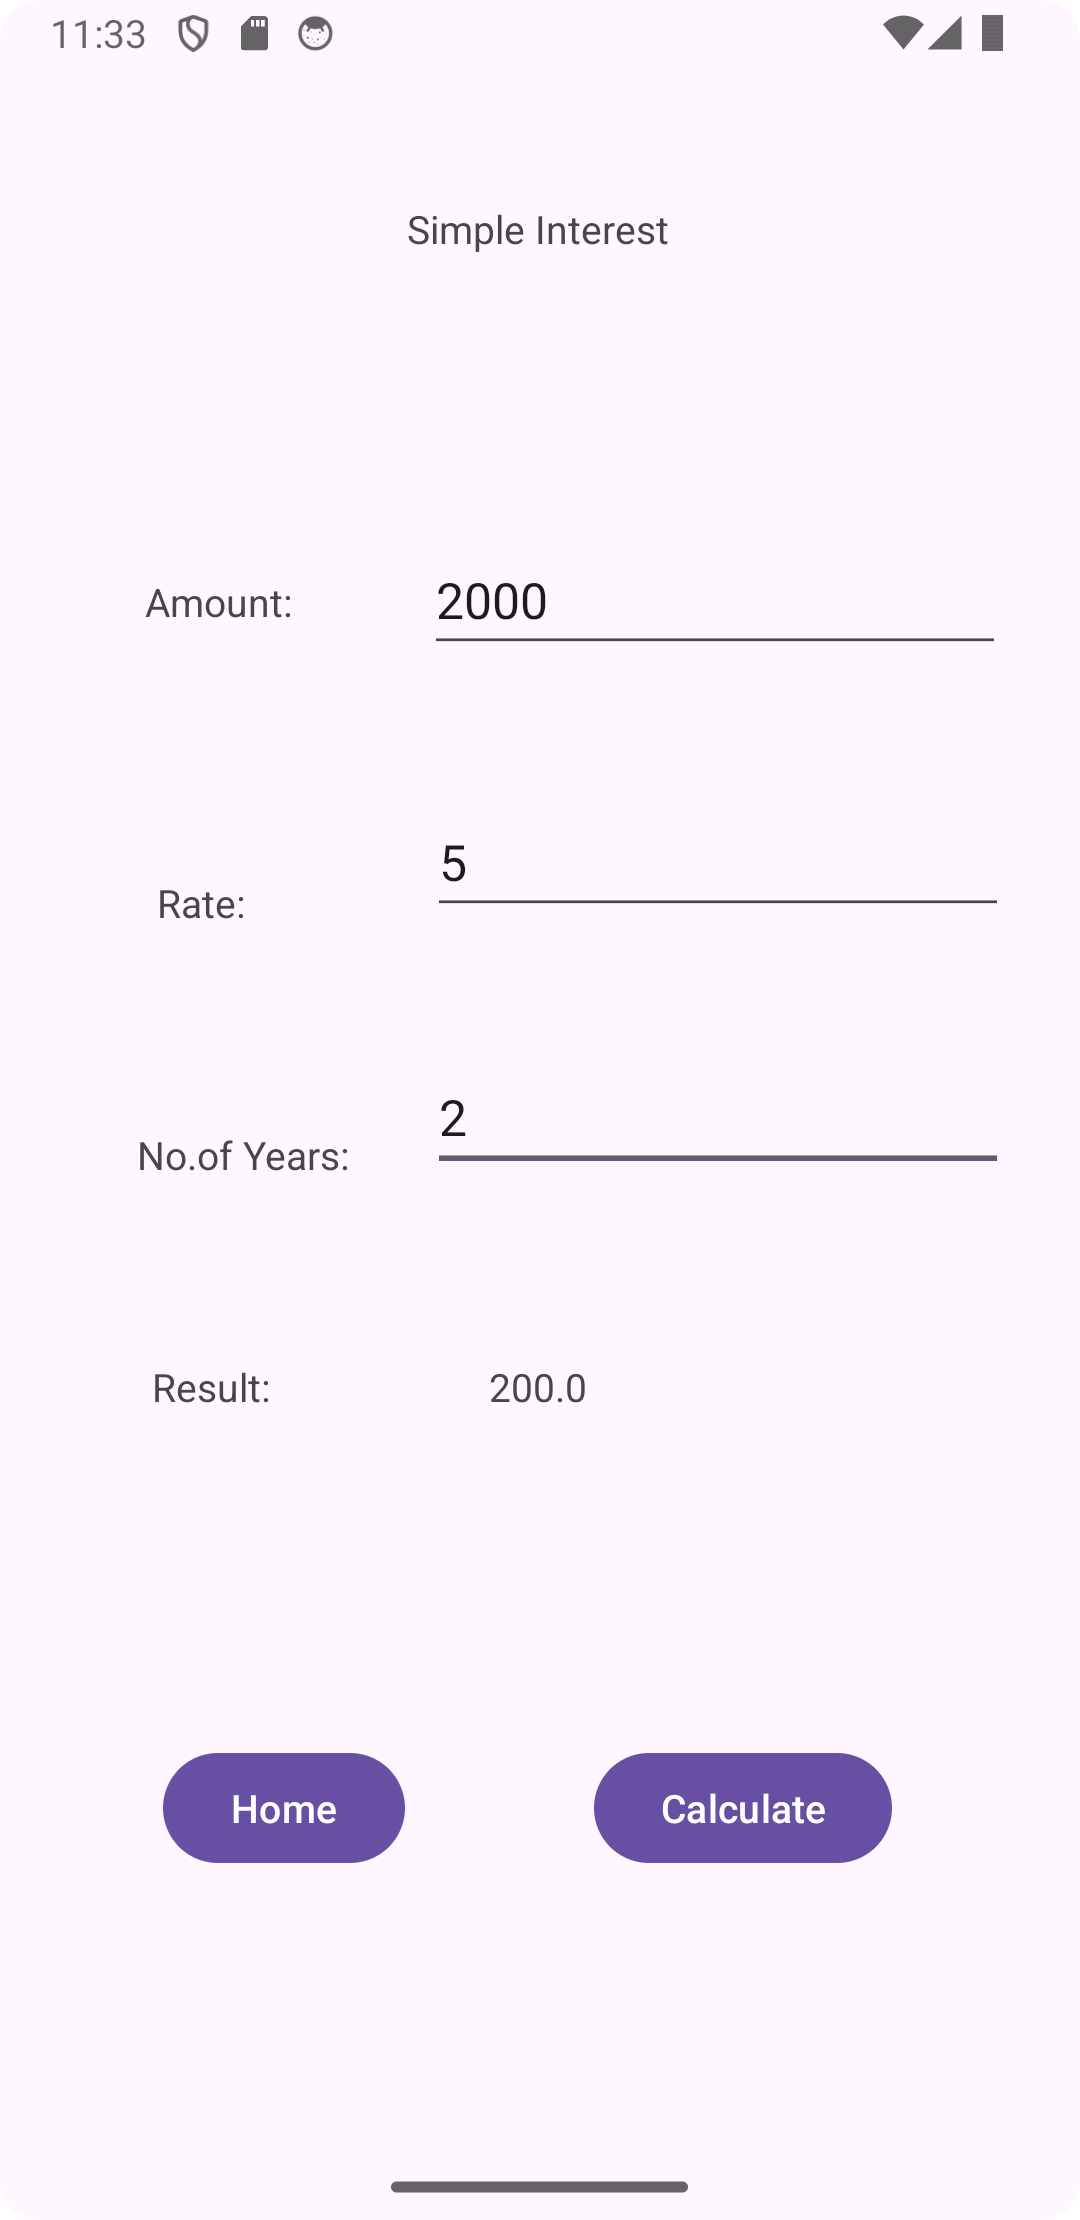 11:33
Simple Interest
Amount: 2000
Rate: 5
No.of Years: 2
Result: 200.0
Home Calculate